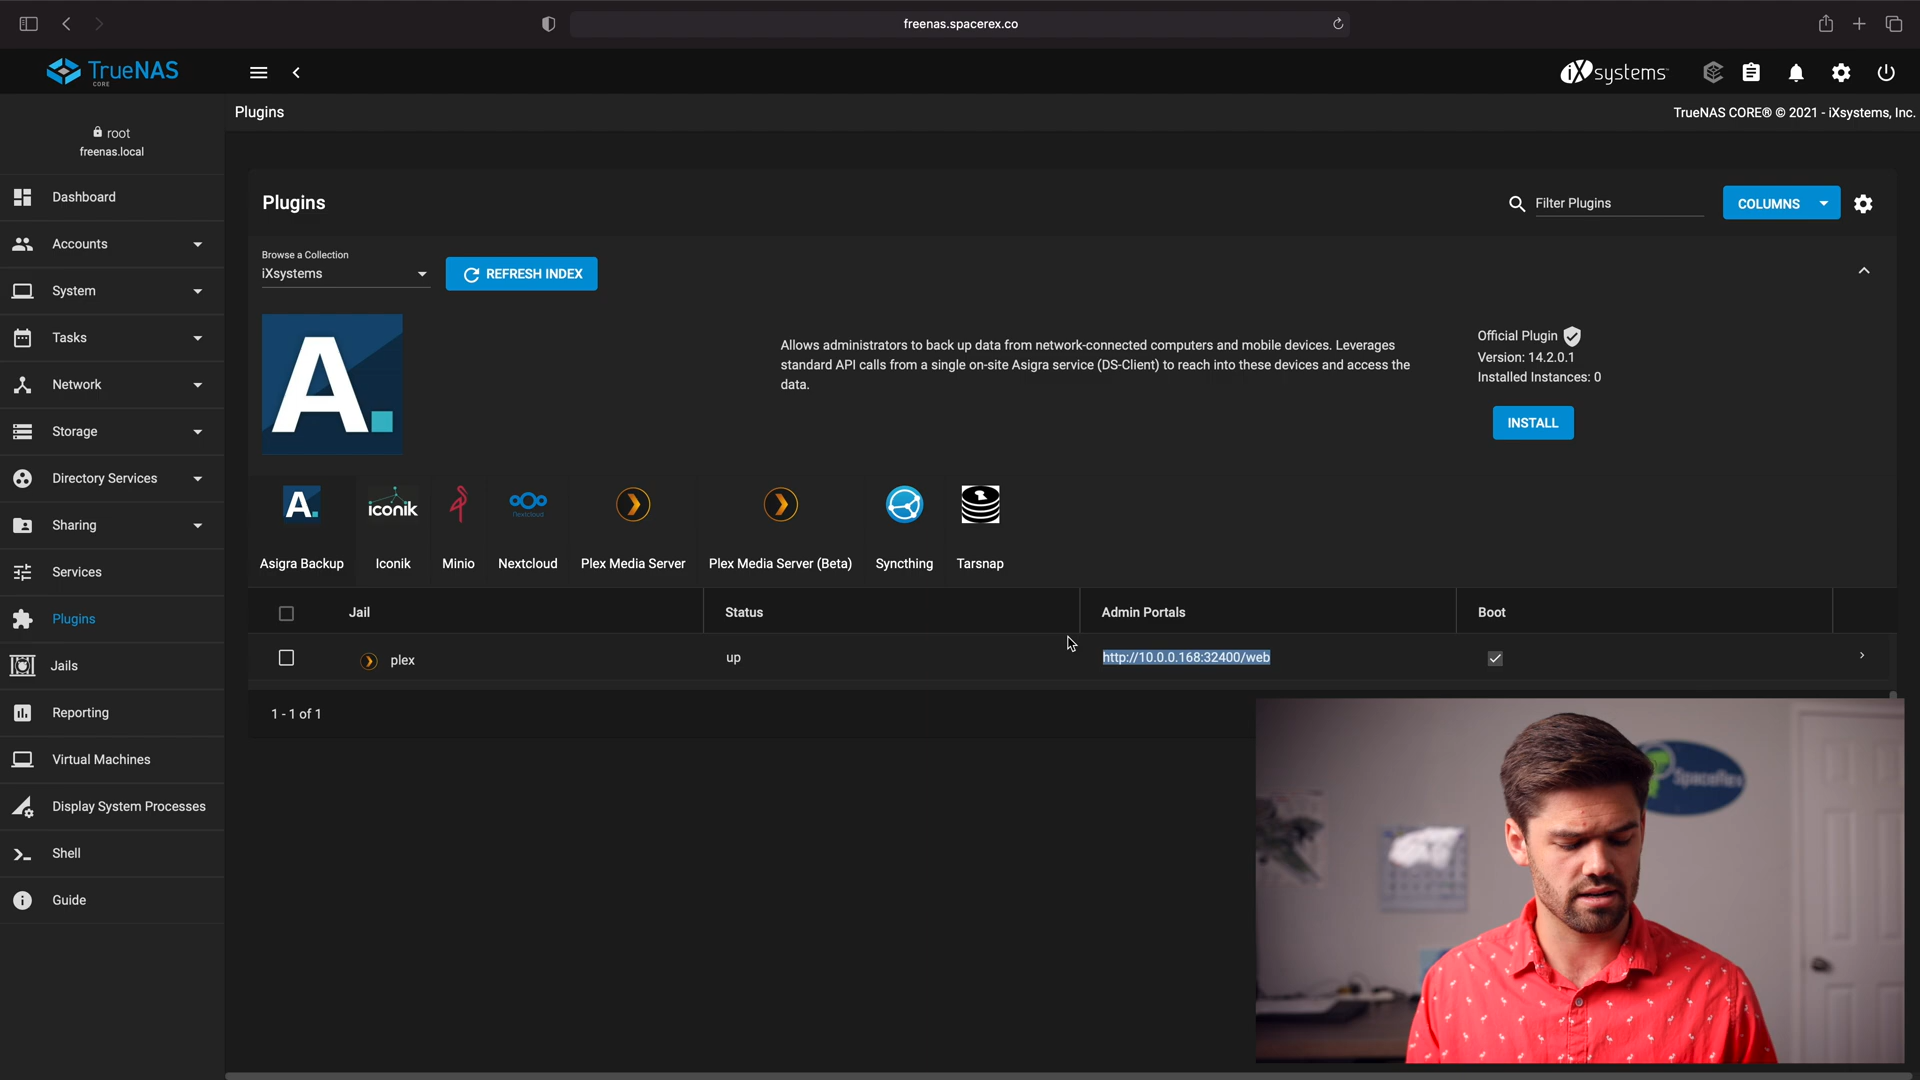 freenas.spacerex.co
TrueNAS
CORE
iXsystems
Plugins
TrueNAS CORE® © 2021 - iXsystems, Inc.
root
freenas.local
Dashboard
Accounts
System
Tasks
Network
Storage
Directory Services
Sharing
Services
Plugins
Jails
Reporting
Virtual Machines
Display System Processes
Shell
Guide
Plugins
Filter Plugins
COLUMNS
Browse a Collection
iXsystems
REFRESH INDEX
A.
Allows administrators to back up data from network-connected computers and mobile devices. Leverages
standard API calls from a single on-site Asigra service (DS-Client) to reach into these devices and access the
data.
Official Plugin
Version: 14.2.0.1
Installed Instances: 0
INSTALL
A.
iconik
Nextcloud
Asigra Backup
Iconik
Minio
Nextcloud
Plex Media Server
Plex Media Server (Beta)
Syncthing
Tarsnap
Jail
Status
Admin Portals
Boot
plex
up
http://10.0.0.168:32400/web
1 - 1 of 1
SpaceRex